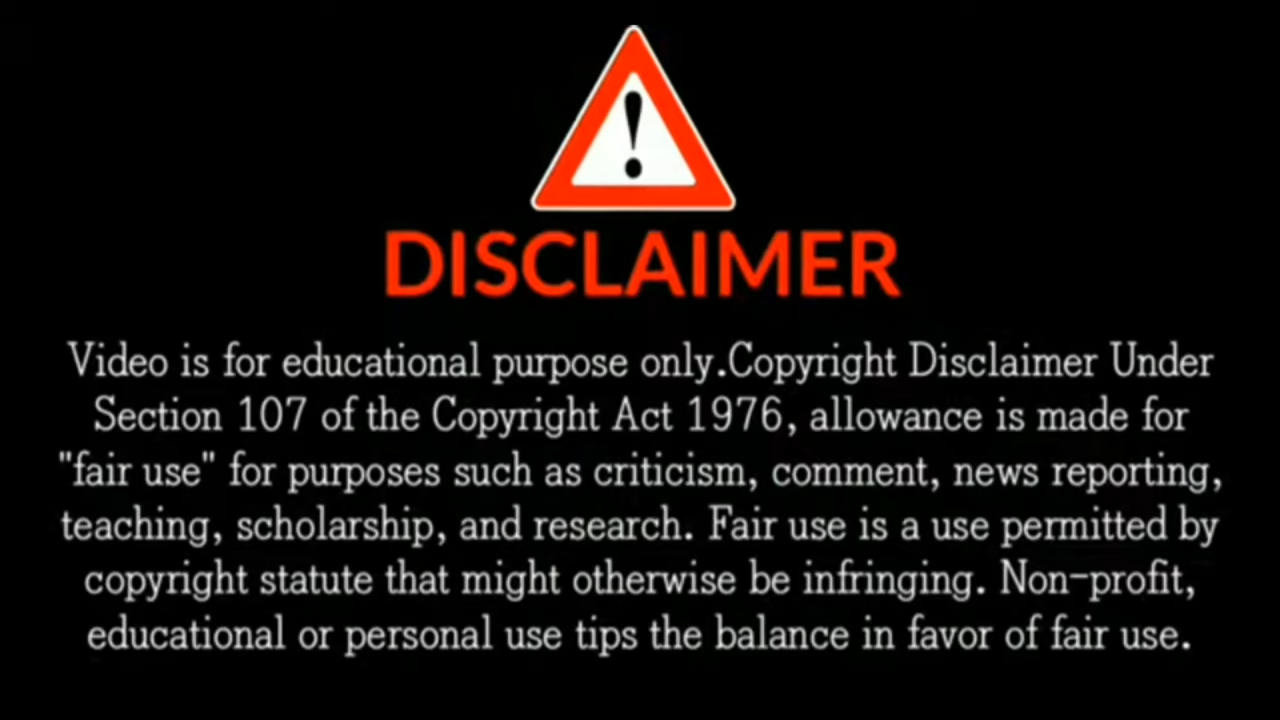 DISCLAIMER
Video is for educational purpose only.Copyright Disclaimer Under
Section 107 of the Copyright Act 1976, allowance is made for
"fair use" for purposes such as criticism, comment, news reporting,
teaching, scholarship, and research. Fair use is a use permitted by
copyright statute that might otherwise be infringing. Non-profit,
educational or personal use tips the balance in favor of fair use.